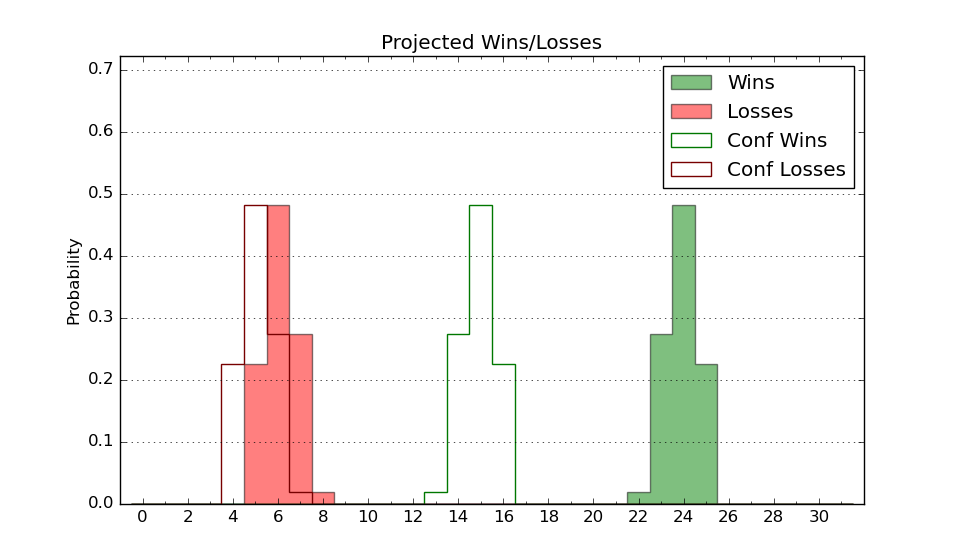 Projected Wins/Losses
0.7
0.6
0.5
0.4
0.3
0.2
0.1
0.0
Probability
Wins
Losses
Conf Wins
Conf Losses
0 2 4 6 8 10 12 14 16 18 20 22 24 26 28 30